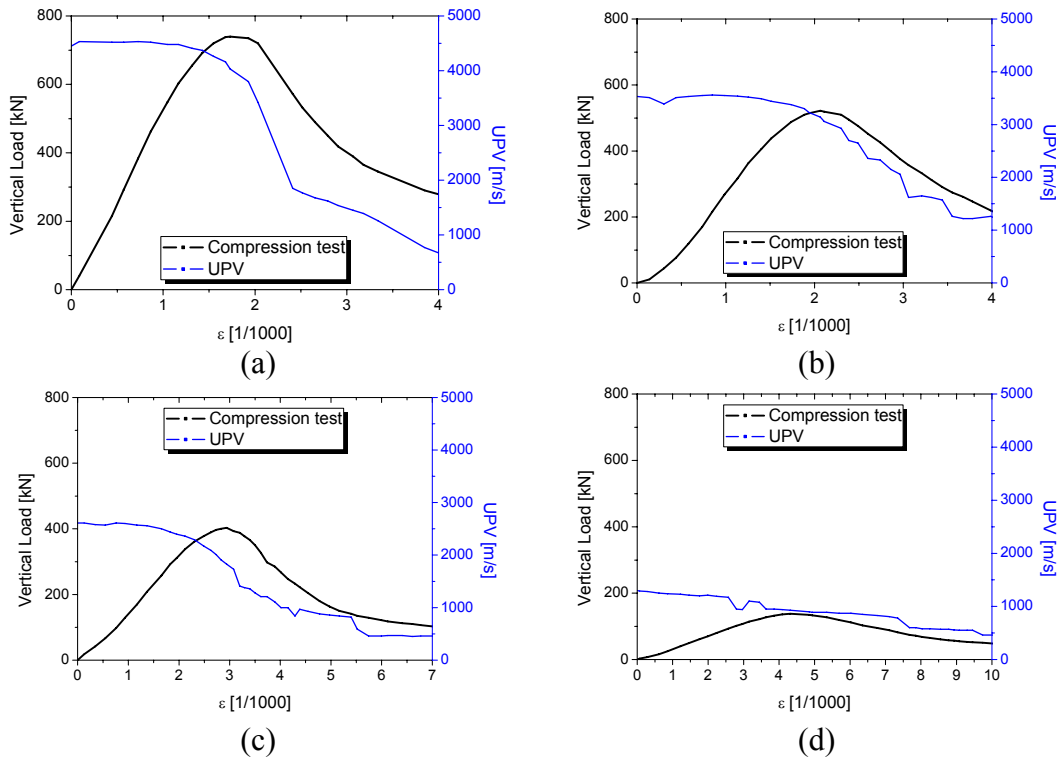 800
600
400
200
0
Vertical Load [kN]
5000
4000
3000
2000
1000
0
UPV [m/s]
Compression test
UPV
0 1 2 3 4
ε [1/1000]
(a)
800
600
400
200
0
Vertical Load [kN]
5000
4000
3000
2000
1000
0
UPV [m/s]
Compression test
UPV
0 1 2 3 4
ε [1/1000]
(b)
800
600
400
200
0
Vertical Load [kN]
5000
4000
3000
2000
1000
0
UPV [m/s]
Compression test
UPV
0 1 2 3 4 5 6 7
ε [1/1000]
(c)
800
600
400
200
0
Vertical Load [kN]
5000
4000
3000
2000
1000
0
UPV [m/s]
Compression test
UPV
0 1 2 3 4 5 6 7 8 9 10
ε [1/1000]
(d)